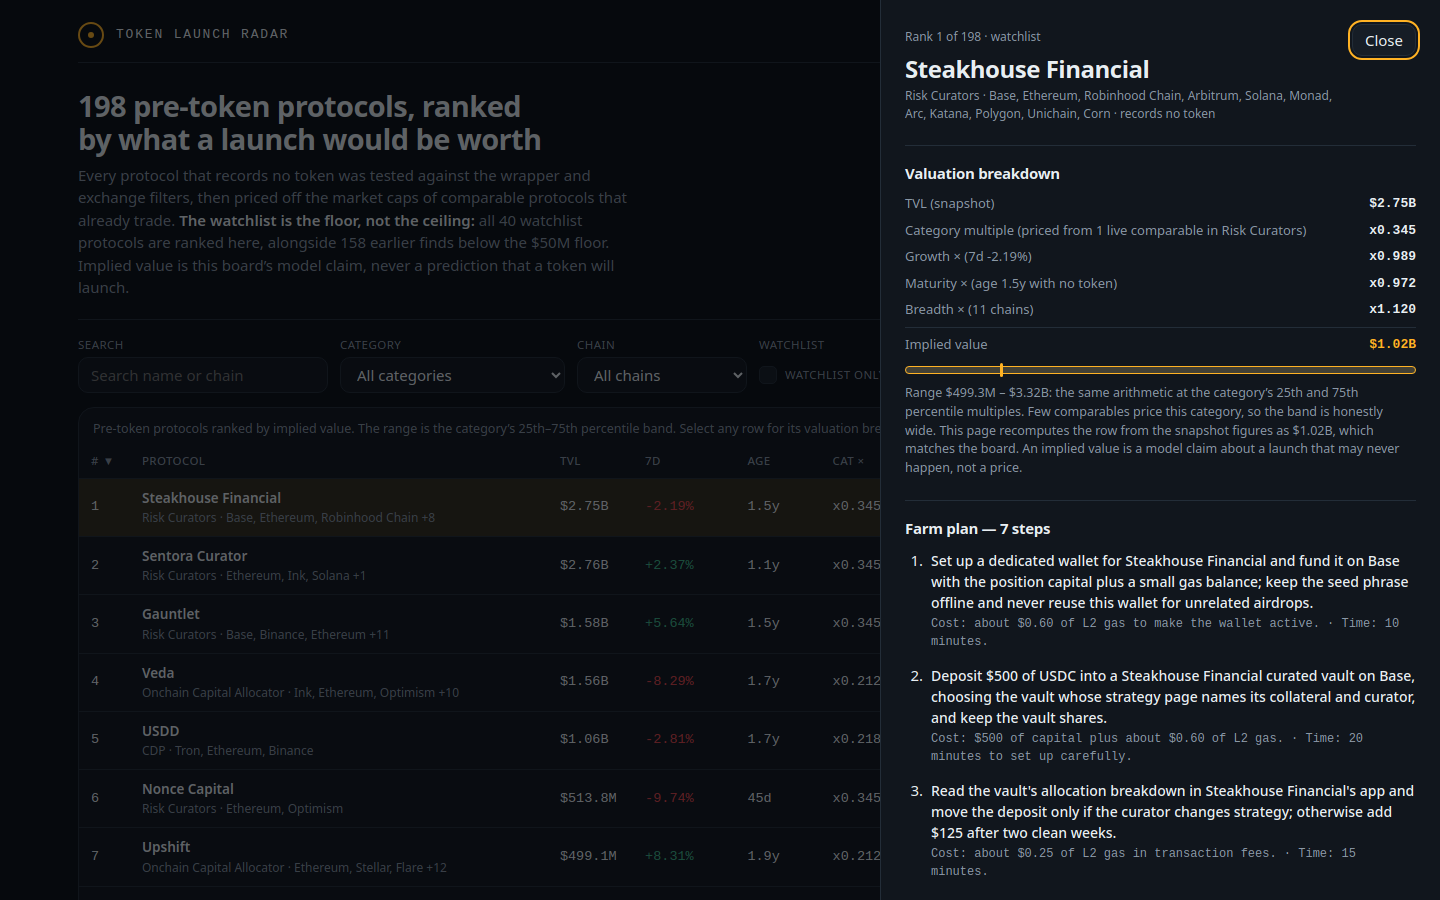 TOKEN LAUNCH RADAR
198 pre-token protocols, ranked
by what a launch would be worth
Every protocol that records no token was tested against the wrapper and
exchange filters, then priced off the market caps of comparable protocols that
already trade. The watchlist is the floor, not the ceiling: all 40 watchlist
protocols are ranked here, alongside 158 earlier finds below the $50M floor.
Implied value is this board's model claim, never a prediction that a token will
launch.
SEARCH
CATEGORY
CHAIN
WATCHLIST
Search name or chain
All categories
All chains
WATCHLIST ONLY
Pre-token protocols ranked by implied value. The range is the category's 25th–75th percentile band. Select any row for its valuation bre
# ▼ PROTOCOL TVL 7D AGE CAT ×
1 Steakhouse Financial $2.75B -2.19% 1.5y x0.345
Risk Curators · Base, Ethereum, Robinhood Chain +8
2 Sentora Curator $2.76B +2.37% 1.1y x0.345
Risk Curators · Ethereum, Ink, Solana +1
3 Gauntlet $1.58B +5.64% 1.5y x0.345
Risk Curators · Base, Binance, Ethereum +11
4 Veda $1.56B -8.29% 1.7y x0.212
Onchain Capital Allocator · Ink, Ethereum, Optimism +10
5 USDD $1.06B -2.81% 1.7y x0.218
CDP · Tron, Ethereum, Binance
6 Nonce Capital $513.8M -9.74% 45d x0.345
Risk Curators · Ethereum, Optimism
7 Upshift $499.1M +8.31% 1.9y x0.212
Onchain Capital Allocator · Ethereum, Stellar, Flare +12
Rank 1 of 198 · watchlist
Close
Steakhouse Financial
Risk Curators · Base, Ethereum, Robinhood Chain, Arbitrum, Solana, Monad,
Arc, Katana, Polygon, Unichain, Corn · records no token
Valuation breakdown
TVL (snapshot) $2.75B
Category multiple (priced from 1 live comparable in Risk Curators) x0.345
Growth × (7d -2.19%) x0.989
Maturity × (age 1.5y with no token) x0.972
Breadth × (11 chains) x1.120
Implied value $1.02B
Range $499.3M – $3.32B: the same arithmetic at the category's 25th and 75th
percentile multiples. Few comparables price this category, so the band is honestly
wide. This page recomputes the row from the snapshot figures as $1.02B, which
matches the board. An implied value is a model claim about a launch that may never
happen, not a price.
Farm plan — 7 steps
1. Set up a dedicated wallet for Steakhouse Financial and fund it on Base
with the position capital plus a small gas balance; keep the seed phrase
offline and never reuse this wallet for unrelated airdrops.
Cost: about $0.60 of L2 gas to make the wallet active. · Time: 10
minutes.
2. Deposit $500 of USDC into a Steakhouse Financial curated vault on Base,
choosing the vault whose strategy page names its collateral and curator,
and keep the vault shares.
Cost: $500 of capital plus about $0.60 of L2 gas. · Time: 20
minutes to set up carefully.
3. Read the vault's allocation breakdown in Steakhouse Financial's app and
move the deposit only if the curator changes strategy; otherwise add
$125 after two clean weeks.
Cost: about $0.25 of L2 gas in transaction fees. · Time: 15
minutes.